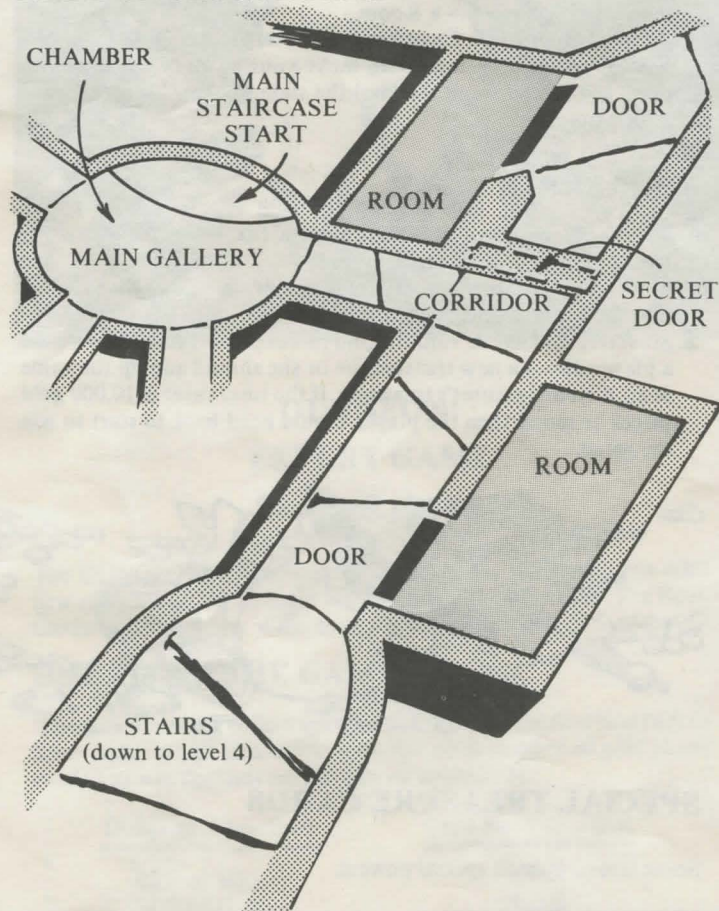 CHAMBER
MAIN
STAIRCASE
START
DOOR
ROOM
MAIN GALLERY
CORRIDOR
SECRET
DOOR
ROOM
DOOR
STAIRS
(down to level 4)